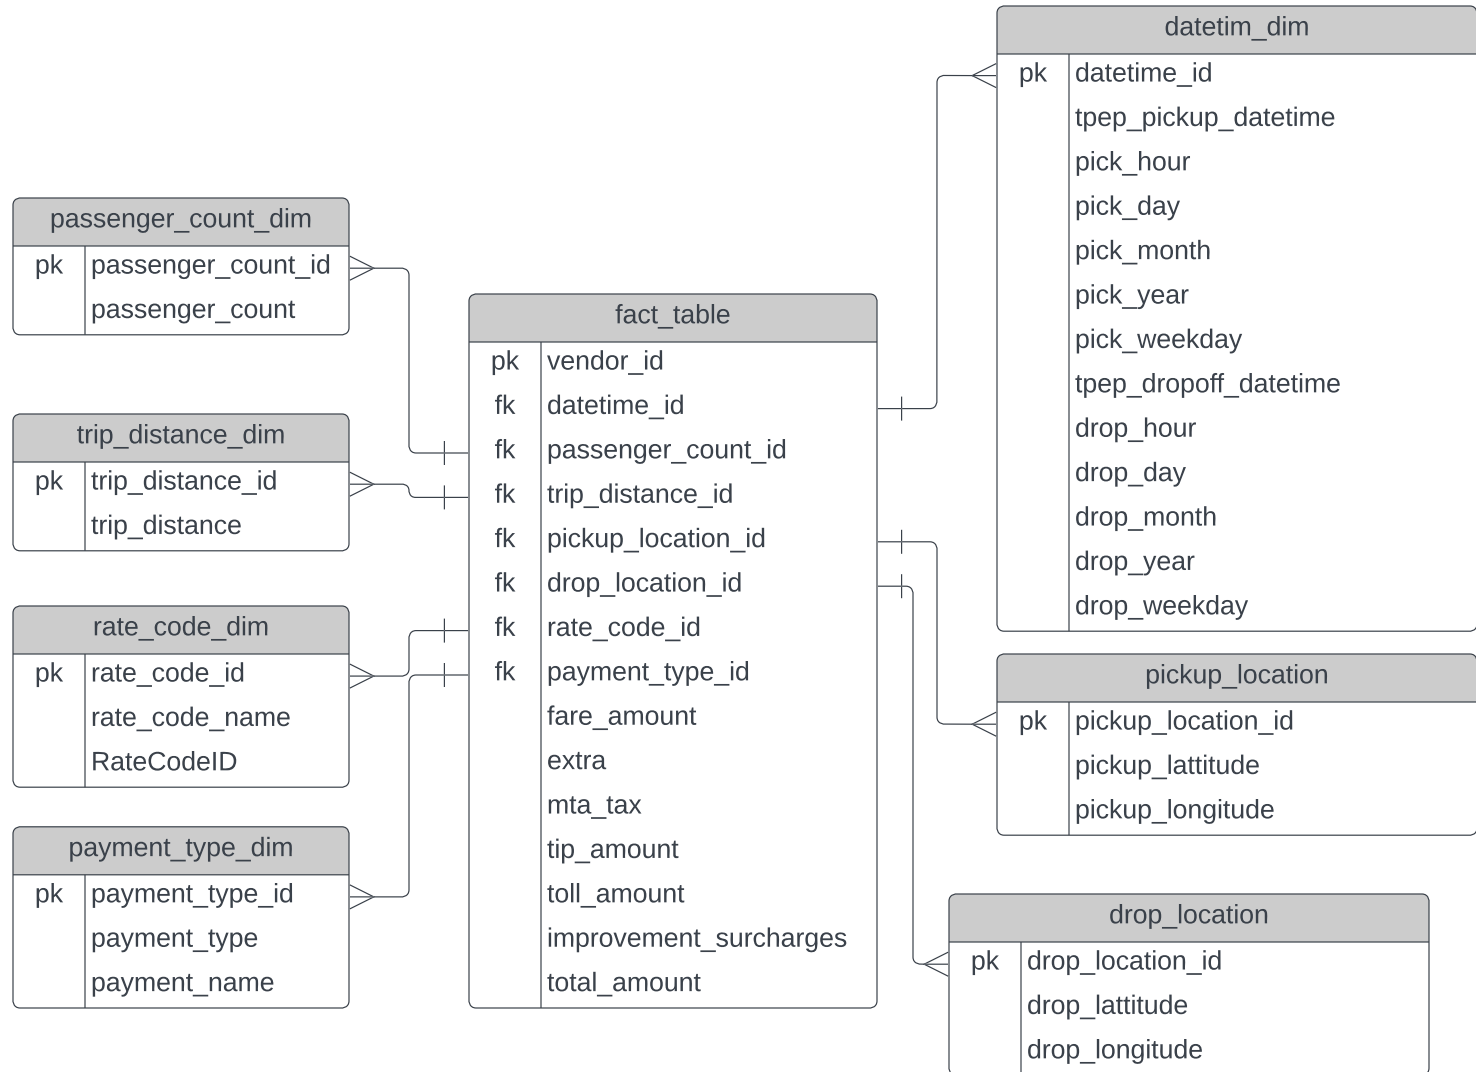 datetim_dim
pk datetime_id
tpep_pickup_datetime
pick_hour
pick_day
pick_month
pick_year
pick_weekday
tpep_dropoff_datetime
drop_hour
drop_day
drop_month
drop_year
drop_weekday
passenger_count_dim
pk passenger_count_id
passenger_count
trip_distance_dim
pk trip_distance_id
trip_distance
rate_code_dim
pk rate_code_id
rate_code_name
RateCodeID
payment_type_dim
pk payment_type_id
payment_type
payment_name
fact_table
pk vendor_id
fk datetime_id
fk passenger_count_id
fk trip_distance_id
fk pickup_location_id
fk drop_location_id
fk rate_code_id
fk payment_type_id
fare_amount
extra
mta_tax
tip_amount
toll_amount
improvement_surcharges
total_amount
pickup_location
pk pickup_location_id
pickup_lattitude
pickup_longitude
drop_location
pk drop_location_id
drop_lattitude
drop_longitude